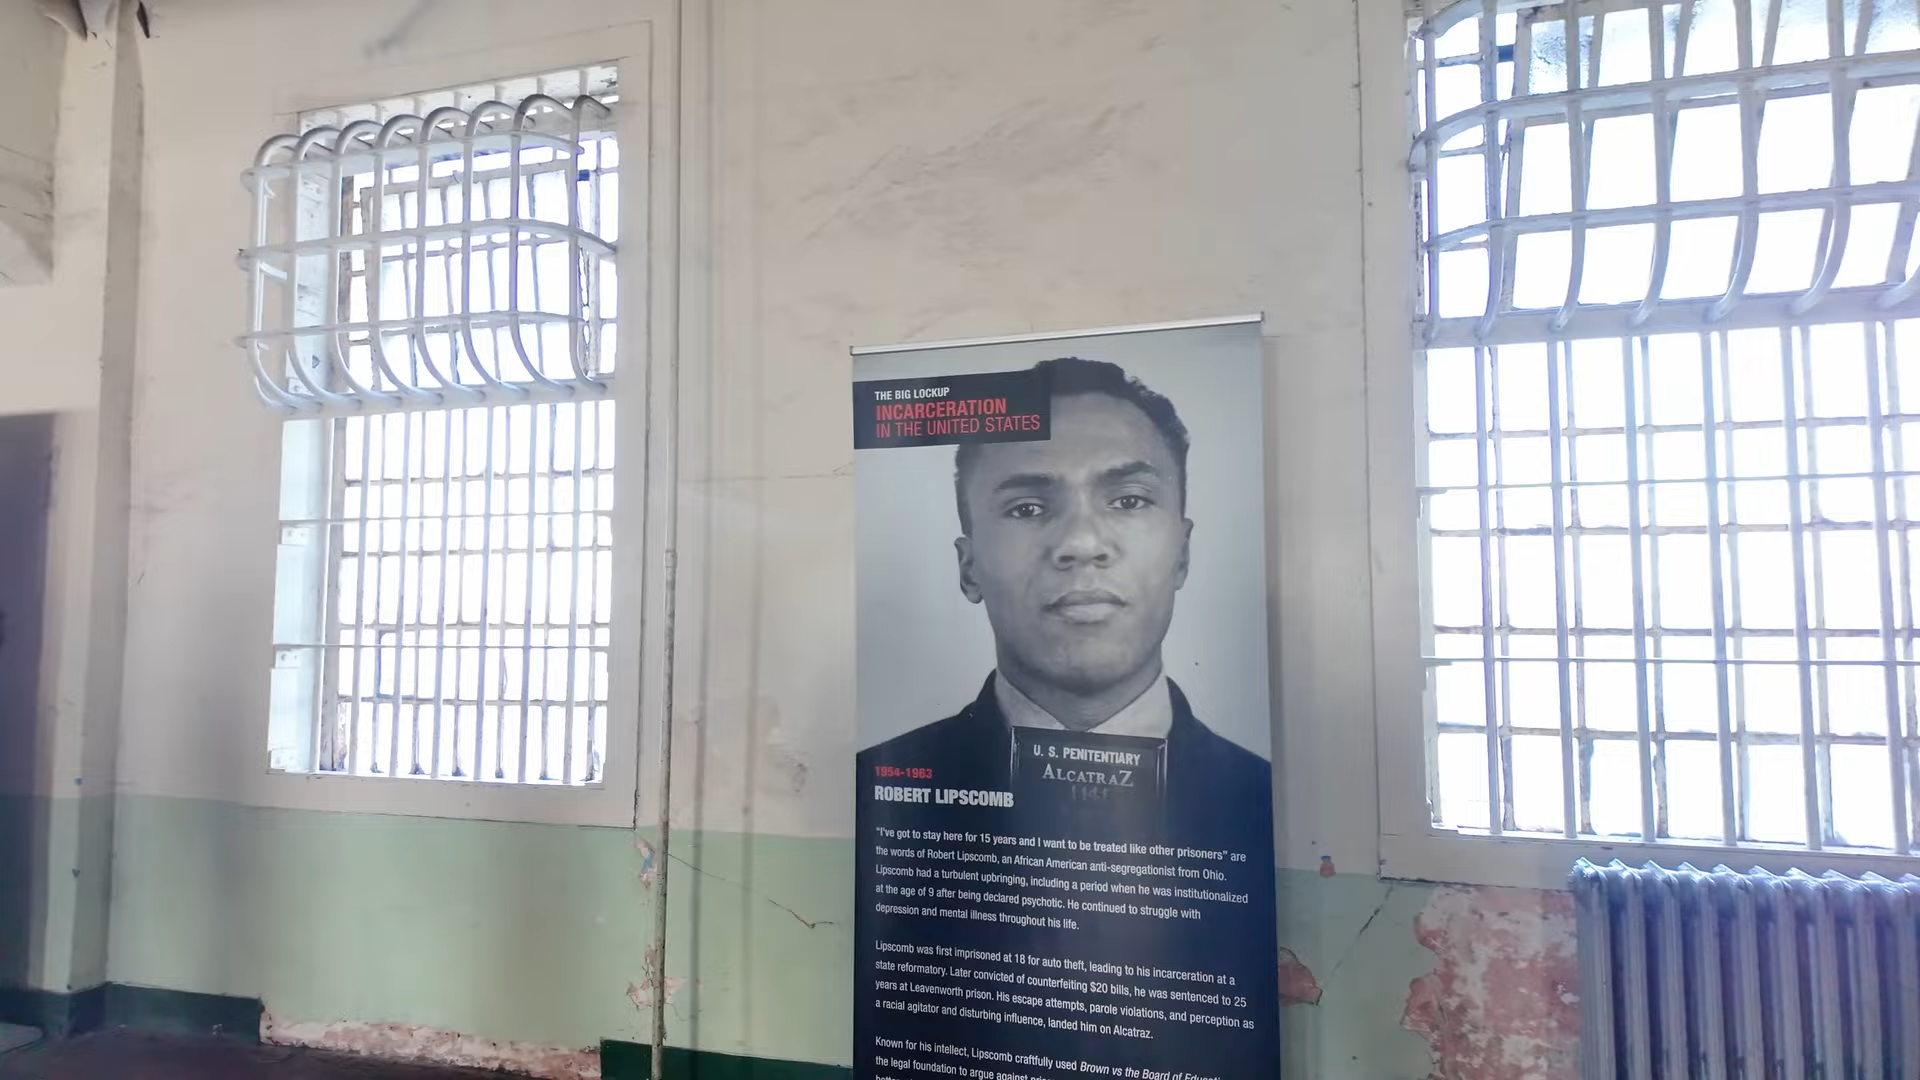 THE BIG LOCKUP
INCARCERATION
IN THE UNITED STATES
U. S. PENITENTIARY
ALCATRAZ
1954-1963
ROBERT LIPSCOMB
"I've got to stay here for 15 years and I want to be treated like other prisoners" are
the words of Robert Lipscomb, an African American anti-segregationist from Ohio.
Lipscomb had a turbulent upbringing, including a period when he was institutionalized
at the age of 9 after being declared psychotic. He continued to struggle with
depression and mental illness throughout his life.
Lipscomb was first imprisoned at 18 for auto theft, leading to his incarceration at a
state reformatory. Later convicted of counterfeiting $20 bills, he was sentenced to 25
years at Leavenworth prison. His escape attempts, parole violations, and perception as
a racial agitator and disturbing influence, landed him on Alcatraz.
Known for his intellect, Lipscomb craftfully used Brown vs the Board of
the legal foundation to argue against